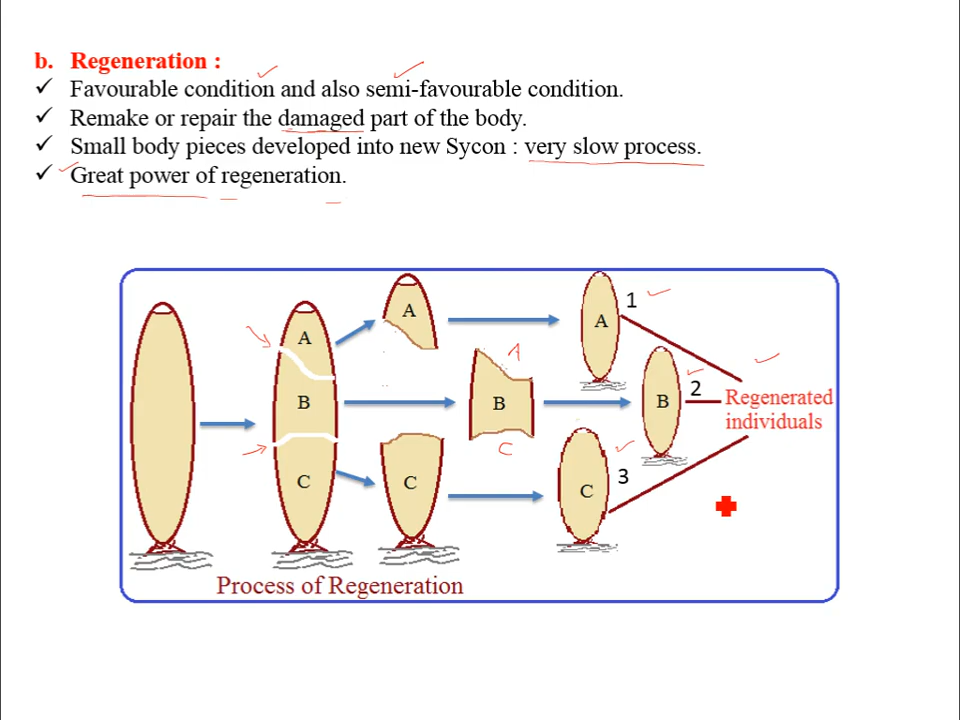 b. Regeneration :
✓ Favourable condition and also semi-favourable condition.
✓ Remake or repair the damaged part of the body.
✓ Small body pieces developed into new Sycon : very slow process.
✓ Great power of regeneration.
A
B
C
A
B
C
A
C
A
B
C
1
2
3
Regenerated
individuals
Process of Regeneration